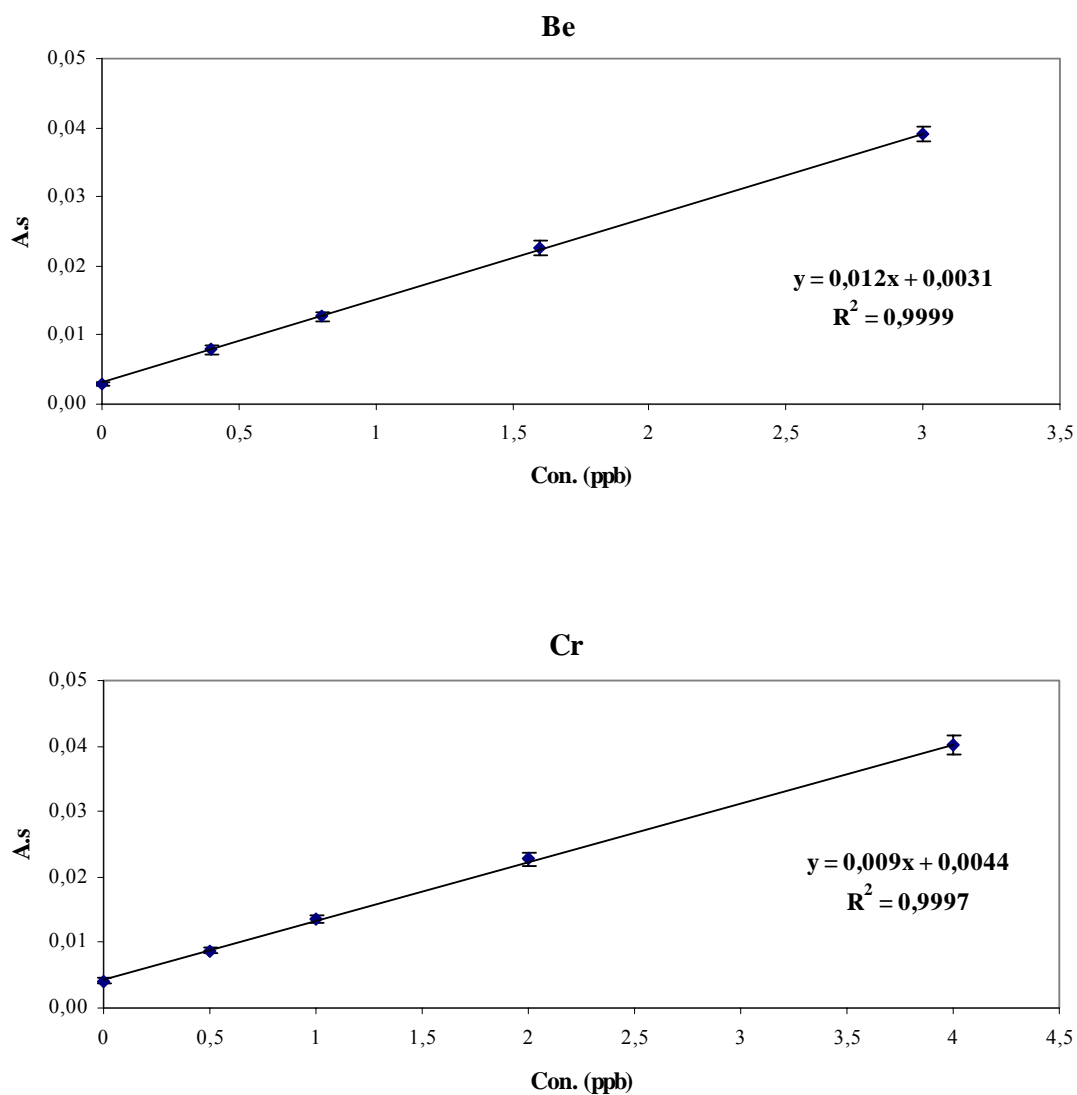 Be
0,05
0,04
0,03
0,02
0,01
0,00
A.s
y = 0,012x + 0,0031
R² = 0,9999
0 0,5 1 1,5 2 2,5 3 3,5
Con. (ppb)
Cr
0,05
0,04
0,03
0,02
0,01
0,00
A.s
y = 0,009x + 0,0044
R² = 0,9997
0 0,5 1 1,5 2 2,5 3 3,5 4 4,5
Con. (ppb)